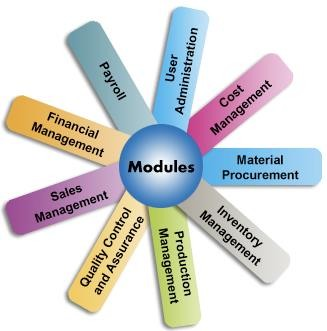 Modules
User
Administration
Cost
Management
Material
Procurement
Inventory
Management
Production
Management
Quality Control
and Assurance
Sales
Management
Financial
Management
Payroll